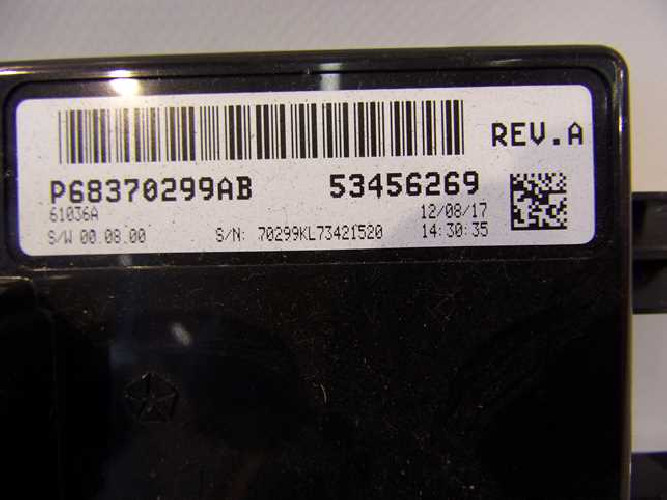 REV.A
P68370299AB 53456269
61036A 12/08/17
S/W 00.08.00 S/N: 70299KL73421520 14:30:35